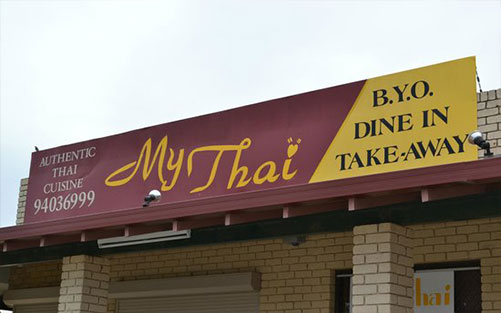 AUTHENTIC
THAI
CUISINE
94036999
My Thai
B.Y.O.
DINE IN
TAKE-AWAY
hai